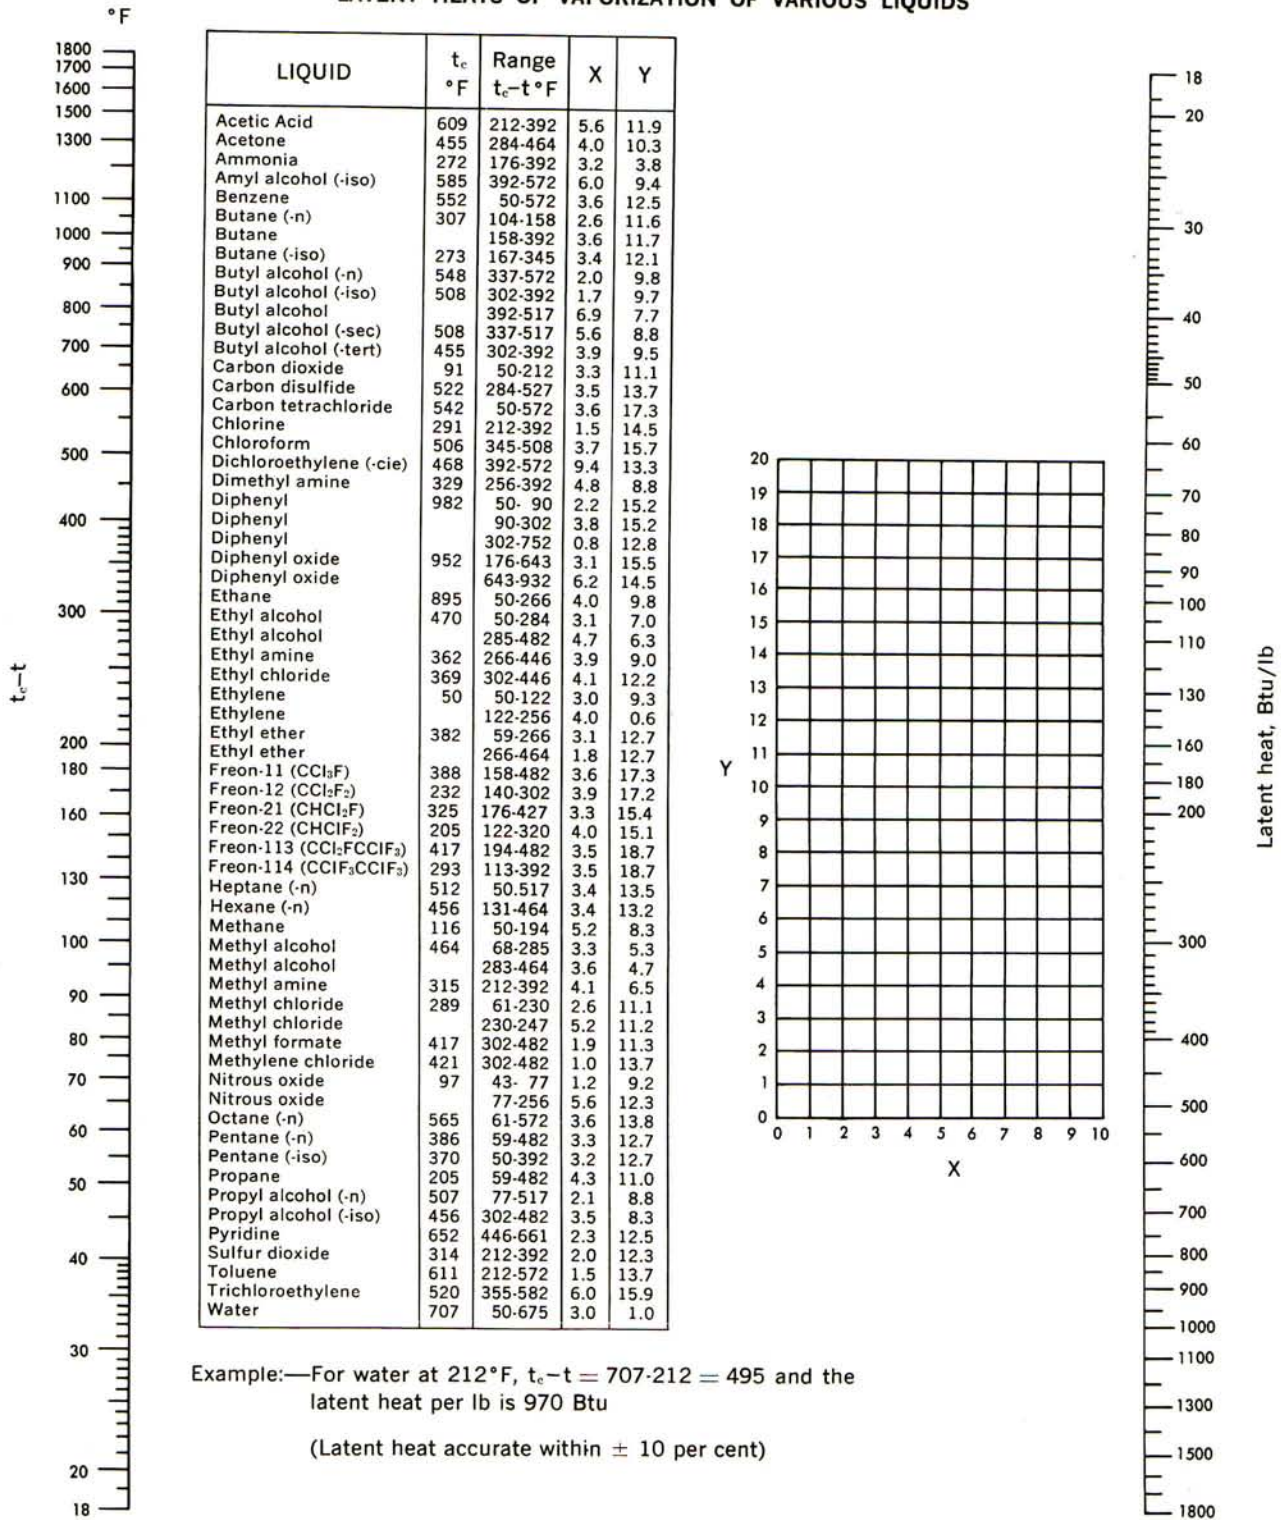 LATENT HEATS OF VAPORIZATION OF VARIOUS LIQUIDS
°F
1800
1700
1600
1500
1300
1100
1000
900
800
700
600
500
400
300
200
180
160
130
100
90
80
70
60
50
40
30
20
18
t꜀–t
LIQUID t꜀ °F Range t꜀–t°F X Y
Acetic Acid 609 212-392 5.6 11.9
Acetone 455 284-464 4.0 10.3
Ammonia 272 176-392 3.2 3.8
Amyl alcohol (-iso) 585 392-572 6.0 9.4
Benzene 552 50-572 3.6 12.5
Butane (-n) 307 104-158 2.6 11.6
Butane 158-392 3.6 11.7
Butane (-iso) 273 167-345 3.4 12.1
Butyl alcohol (-n) 548 337-572 2.0 9.8
Butyl alcohol (-iso) 508 302-392 1.7 9.7
Butyl alcohol 392-517 6.9 7.7
Butyl alcohol (-sec) 508 337-517 5.6 8.8
Butyl alcohol (-tert) 455 302-392 3.9 9.5
Carbon dioxide 91 50-212 3.3 11.1
Carbon disulfide 522 284-527 3.5 13.7
Carbon tetrachloride 542 50-572 3.6 17.3
Chlorine 291 212-392 1.5 14.5
Chloroform 506 345-508 3.7 15.7
Dichloroethylene (-cie) 468 392-572 9.4 13.3
Dimethyl amine 329 256-392 4.8 8.8
Diphenyl 982 50- 90 2.2 15.2
Diphenyl 90-302 3.8 15.2
Diphenyl 302-752 0.8 12.8
Diphenyl oxide 952 176-643 3.1 15.5
Diphenyl oxide 643-932 6.2 14.5
Ethane 895 50-266 4.0 9.8
Ethyl alcohol 470 50-284 3.1 7.0
Ethyl alcohol 285-482 4.7 6.3
Ethyl amine 362 266-446 3.9 9.0
Ethyl chloride 369 302-446 4.1 12.2
Ethylene 50 50-122 3.0 9.3
Ethylene 122-256 4.0 0.6
Ethyl ether 382 59-266 3.1 12.7
Ethyl ether 266-464 1.8 12.7
Freon-11 (CCl₃F) 388 158-482 3.6 17.3
Freon-12 (CCl₂F₂) 232 140-302 3.9 17.2
Freon-21 (CHCl₂F) 325 176-427 3.3 15.4
Freon-22 (CHClF₂) 205 122-320 4.0 15.1
Freon-113 (CCl₂FCClF₃) 417 194-482 3.5 18.7
Freon-114 (CClF₃CClF₃) 293 113-392 3.5 18.7
Heptane (-n) 512 50.517 3.4 13.5
Hexane (-n) 456 131-464 3.4 13.2
Methane 116 50-194 5.2 8.3
Methyl alcohol 464 68-285 3.3 5.3
Methyl alcohol 283-464 3.6 4.7
Methyl amine 315 212-392 4.1 6.5
Methyl chloride 289 61-230 2.6 11.1
Methyl chloride 230-247 5.2 11.2
Methyl formate 417 302-482 1.9 11.3
Methylene chloride 421 302-482 1.0 13.7
Nitrous oxide 97 43- 77 1.2 9.2
Nitrous oxide 77-256 5.6 12.3
Octane (-n) 565 61-572 3.6 13.8
Pentane (-n) 386 59-482 3.3 12.7
Pentane (-iso) 370 50-392 3.2 12.7
Propane 205 59-482 4.3 11.0
Propyl alcohol (-n) 507 77-517 2.1 8.8
Propyl alcohol (-iso) 456 302-482 3.5 8.3
Pyridine 652 446-661 2.3 12.5
Sulfur dioxide 314 212-392 2.0 12.3
Toluene 611 212-572 1.5 13.7
Trichloroethylene 520 355-582 6.0 15.9
Water 707 50-675 3.0 1.0
Example:—For water at 212°F, t꜀–t = 707-212 = 495 and the
latent heat per lb is 970 Btu
(Latent heat accurate within ± 10 per cent)
20
19
18
17
16
15
14
13
12
11
10
9
8
7
6
5
4
3
2
1
0
Y
0 1 2 3 4 5 6 7 8 9 10
X
18
20
30
40
50
60
70
80
90
100
110
130
160
180
200
300
400
500
600
700
800
900
1000
1100
1300
1500
1800
Latent heat, Btu/lb